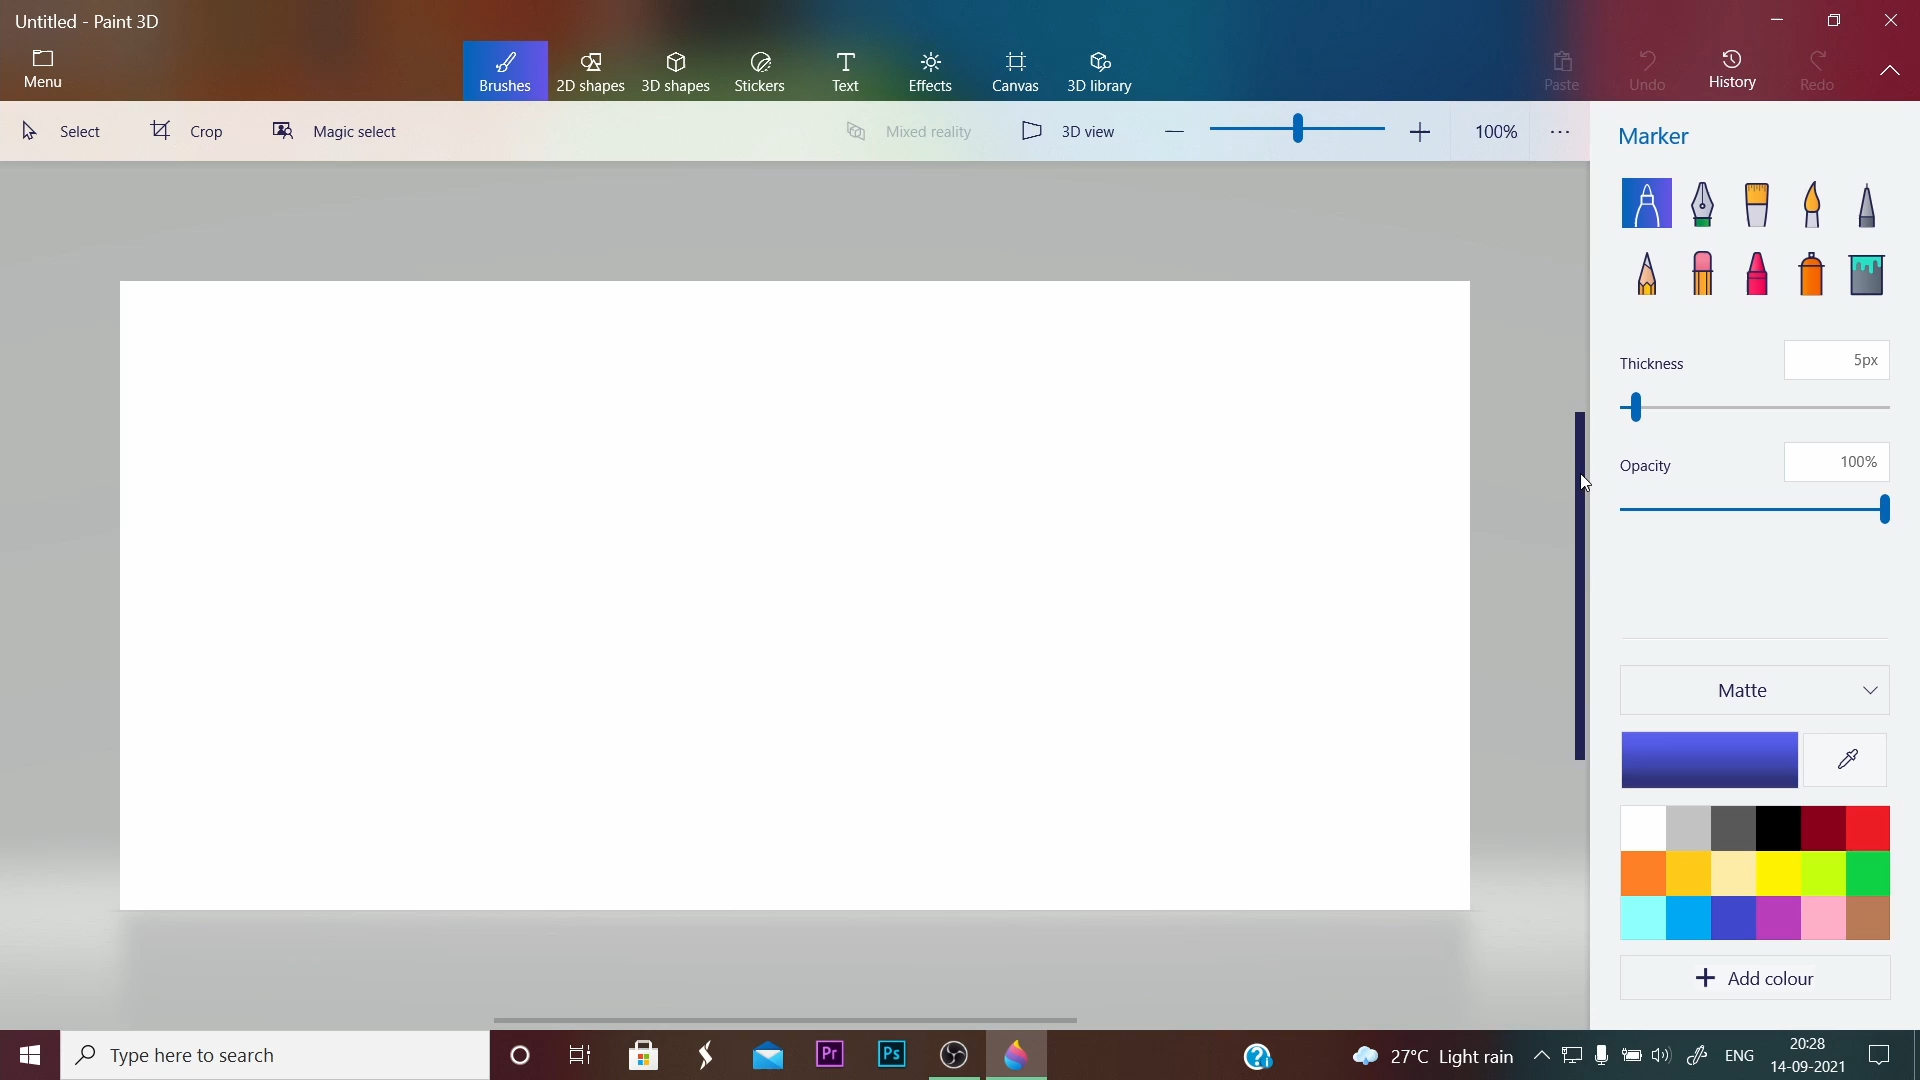 Untitled - Paint 3D
Menu
Brushes
2D shapes
3D shapes
Stickers
Text
Effects
Canvas
3D library
Paste
Undo
History
Redo
Select
Crop
Magic select
Mixed reality
3D view
100%
Marker
Thickness
5px
Opacity
100%
Matte
Add colour
Type here to search
Pr
Ps
27°C Light rain
ENG
20:28
14-09-2021